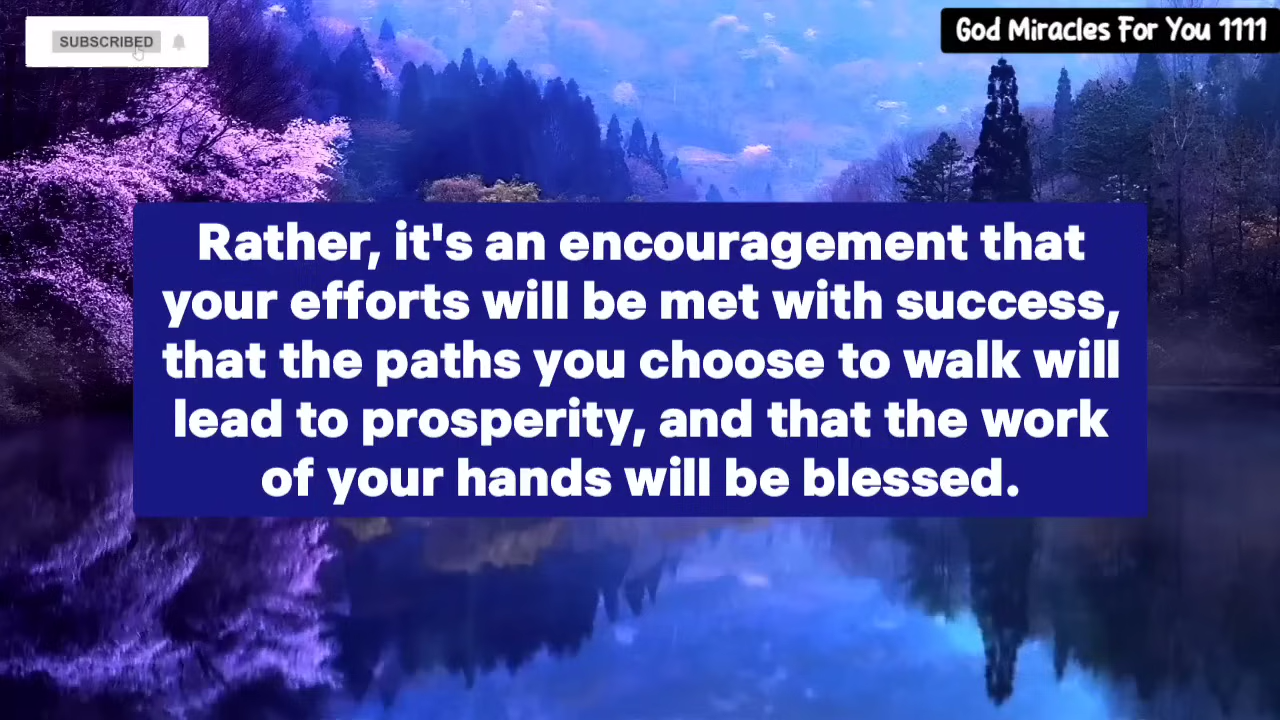 SUBSCRIBED
God Miracles For You 1111
Rather, it's an encouragement that
your efforts will be met with success,
that the paths you choose to walk will
lead to prosperity, and that the work
of your hands will be blessed.